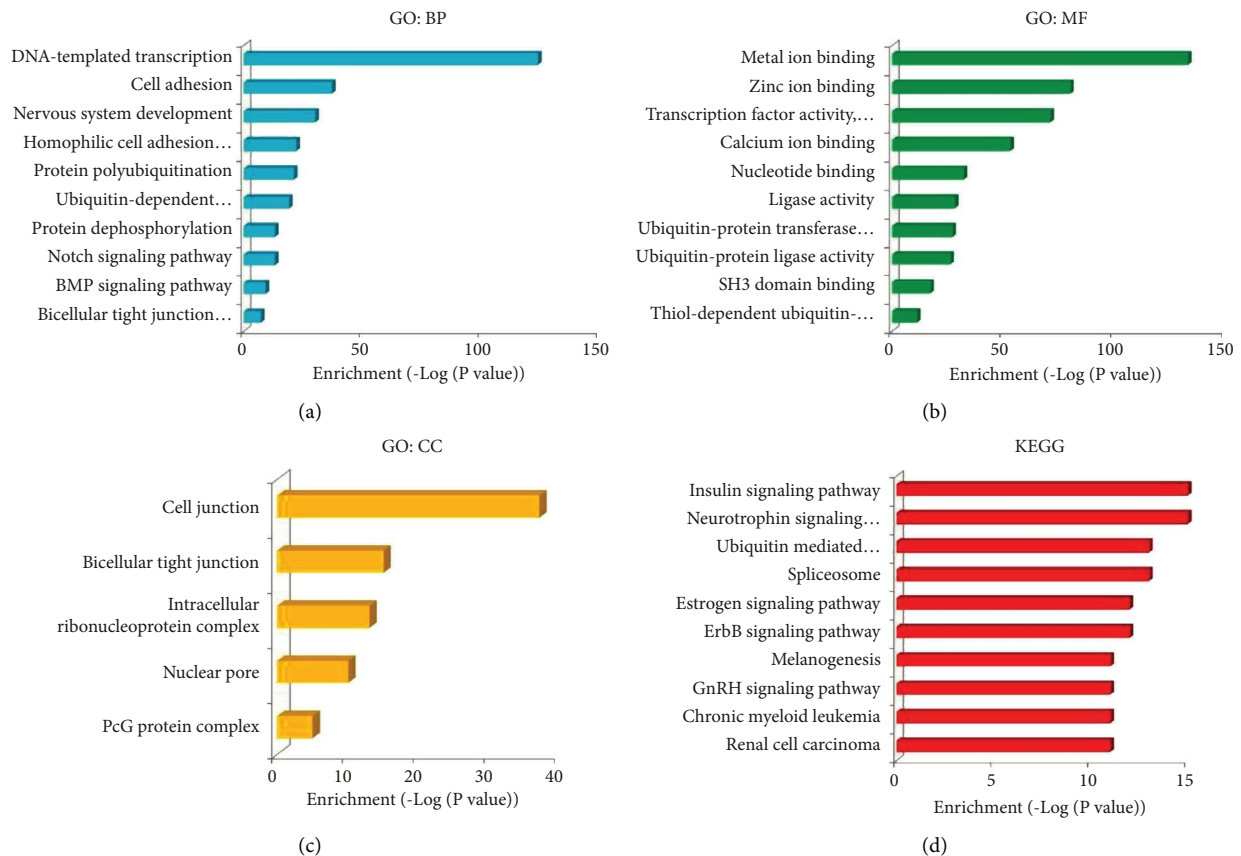 GO: BP
DNA-templated transcription
Cell adhesion
Nervous system development
Homophilic cell adhesion…
Protein polyubiquitination
Ubiquitin-dependent…
Protein dephosphorylation
Notch signaling pathway
BMP signaling pathway
Bicellular tight junction…
0 50 100 150
Enrichment (-Log (P value))
(a)
GO: MF
Metal ion binding
Zinc ion binding
Transcription factor activity,…
Calcium ion binding
Nucleotide binding
Ligase activity
Ubiquitin-protein transferase…
Ubiquitin-protein ligase activity
SH3 domain binding
Thiol-dependent ubiquitin-…
0 50 100 150
Enrichment (-Log (P value))
(b)
GO: CC
Cell junction
Bicellular tight junction
Intracellular
ribonucleoprotein complex
Nuclear pore
PcG protein complex
0 10 20 30 40
Enrichment (-Log (P value))
(c)
KEGG
Insulin signaling pathway
Neurotrophin signaling…
Ubiquitin mediated…
Spliceosome
Estrogen signaling pathway
ErbB signaling pathway
Melanogenesis
GnRH signaling pathway
Chronic myeloid leukemia
Renal cell carcinoma
0 5 10 15
Enrichment (-Log (P value))
(d)